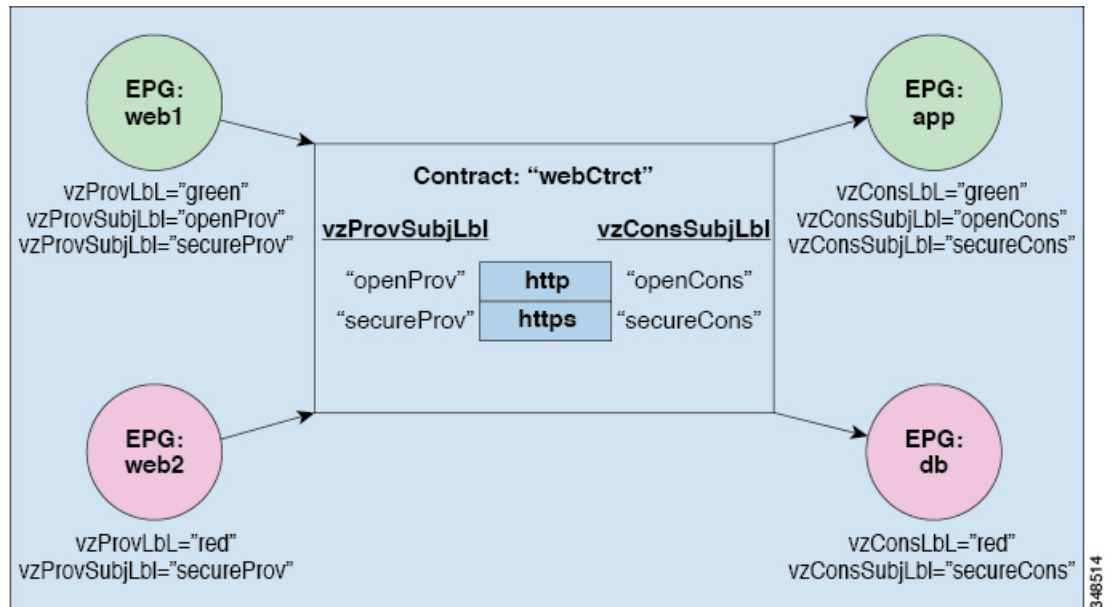 EPG:
web1
vzProvLbL="green"
vzProvSubjLbl="openProv"
vzProvSubjLbl="secureProv"
EPG:
app
vzConsLbL="green"
vzConsSubjLbl="openCons"
vzConsSubjLbl="secureCons"
Contract: “webCtrct”
vzProvSubjLbl vzConsSubjLbl
“openProv” http “openCons”
“secureProv” https “secureCons”
EPG:
web2
vzProvLbL="red"
vzProvSubjLbl="secureProv"
EPG:
db
vzConsLbL="red"
vzConsSubjLbl="secureCons"
348514